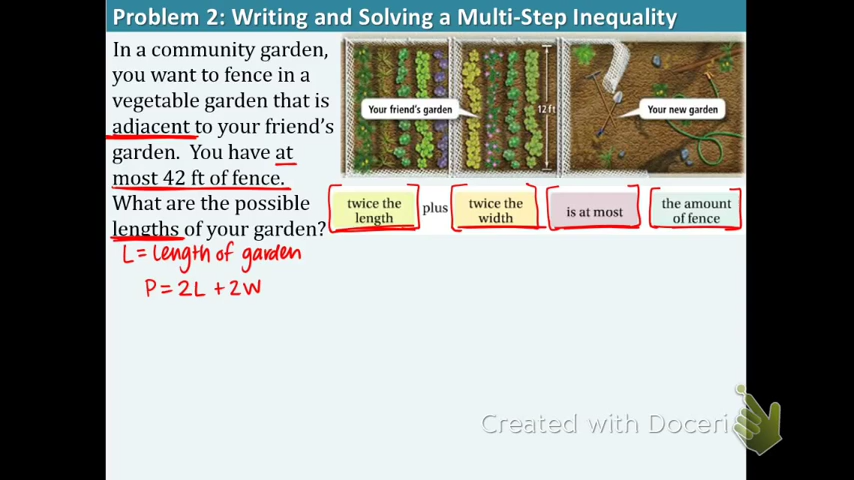 Problem 2: Writing and Solving a Multi-Step Inequality
In a community garden,
you want to fence in a
vegetable garden that is
adjacent to your friend's
garden. You have at
most 42 ft of fence.
What are the possible
lengths of your garden?
L = length of garden
P = 2L + 2W
Your friend's garden
12 ft
Your new garden
twice the
length
plus
twice the
width
is at most
the amount
of fence
Created with Doceri